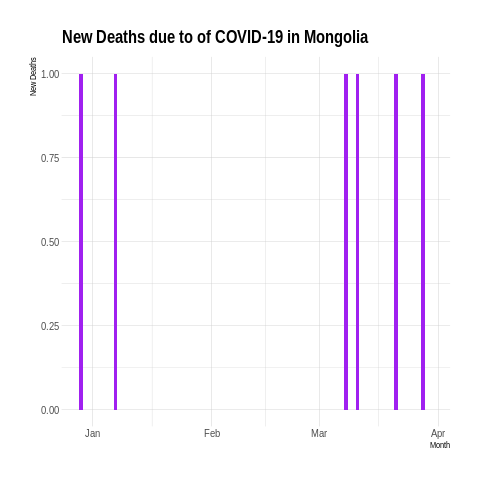 New Deaths due to of COVID-19 in Mongolia
New Deaths
1.00
0.75
0.50
0.25
0.00
Jan Feb Mar Apr
Month